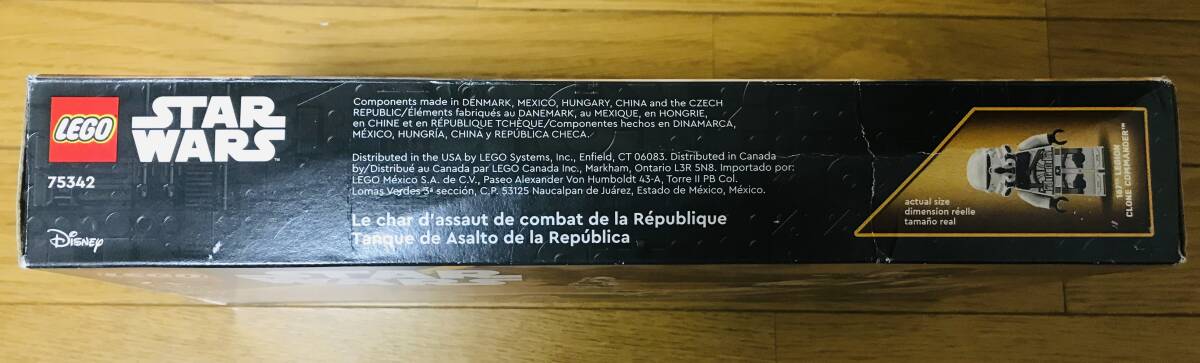 LEGO
STAR
WARS™
75342
Disney
Components made in DENMARK, MEXICO, HUNGARY, CHINA and the CZECH
REPUBLIC/Éléments fabriqués au DANEMARK, au MEXIQUE, en HONGRIE,
en CHINE et en RÉPUBLIQUE TCHÈQUE/Componentes hechos en DINAMARCA,
MÉXICO, HUNGRÍA, CHINA y REPÚBLICA CHECA.
Distributed in the USA by LEGO Systems, Inc., Enfield, CT 06083. Distributed in Canada
by/Distribué au Canada par LEGO Canada Inc., Markham, Ontario L3R 5N8. Importado por:
LEGO México S.A. de C.V., Paseo Alexander Von Humboldt 43-A, Torre II PB Col.
Lomas Verdes 3ª sección, C.P. 53125 Naucalpan de Juárez, Estado de México, México.
Le char d'assaut de combat de la République
Tanque de Asalto de la República
actual size
dimension réelle
tamaño real
187TH LEGION
CLONE COMMANDER™
STAR